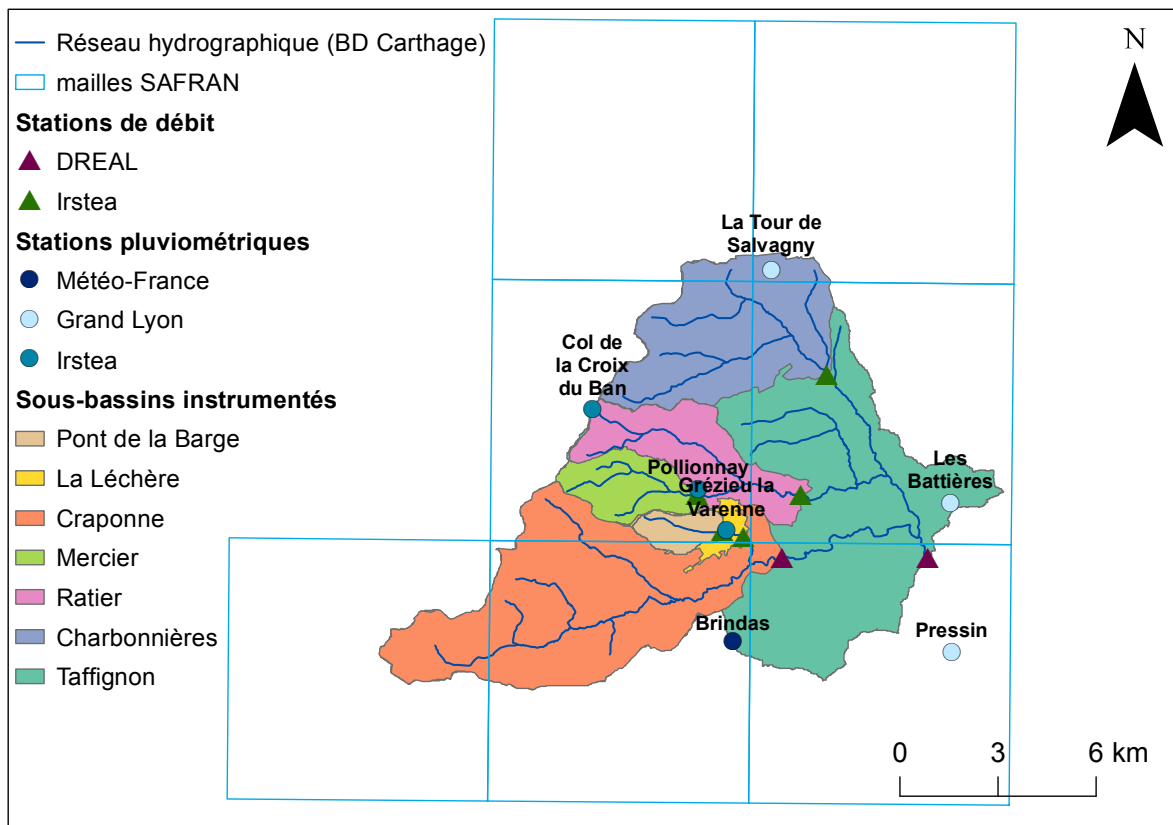 Réseau hydrographique (BD Carthage)
mailles SAFRAN
Stations de débit
DREAL
Irstea
Stations pluviométriques
Météo-France
Grand Lyon
Irstea
Sous-bassins instrumentés
Pont de la Barge
La Léchère
Craponne
Mercier
Ratier
Charbonnières
Taffignon
N
La Tour de
Salvagny
Col de
la Croix
du Ban
Pollionnay
Grézieu la
Varenne
Les
Battières
Brindas
Pressin
0 3 6 km